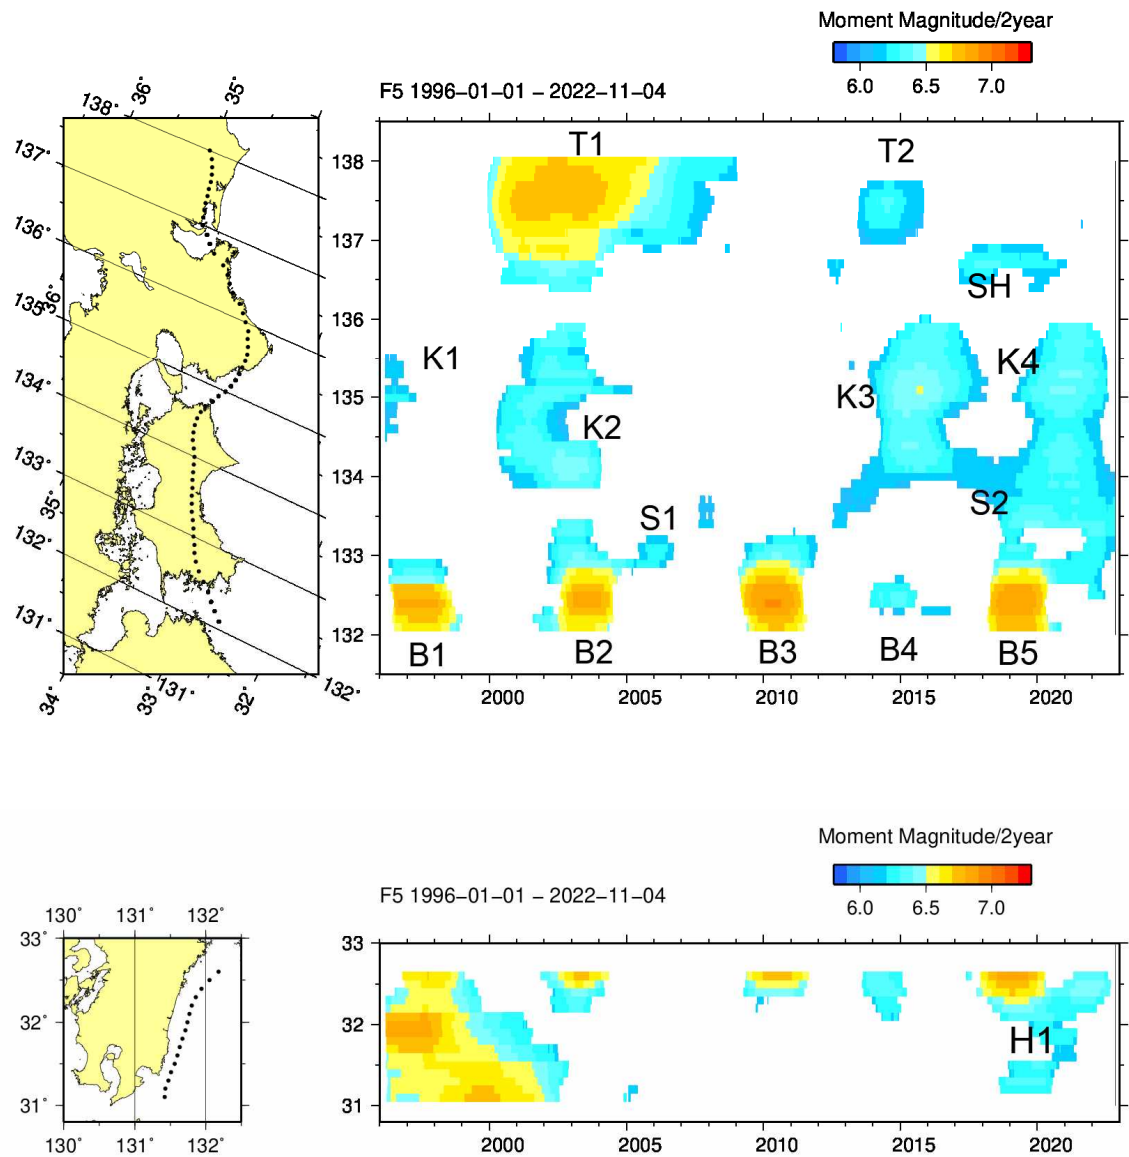 Moment Magnitude/2year
6.0 6.5 7.0
F5 1996-01-01 - 2022-11-04
138° 36° 35°
137°
136°
135° 36°
134°
133°
35°
132°
131°
34° 33° 131° 32° 132°
138
137
136
135
134
133
132
T1 T2
SH
K1 K4
K3
K2
S2
S1
B1 B2 B3 B4 B5
2000 2005 2010 2015 2020
Moment Magnitude/2year
6.0 6.5 7.0
F5 1996-01-01 - 2022-11-04
130° 131° 132°
33° 33
32° 32
H1
31° 31
130° 131° 132°
2000 2005 2010 2015 2020